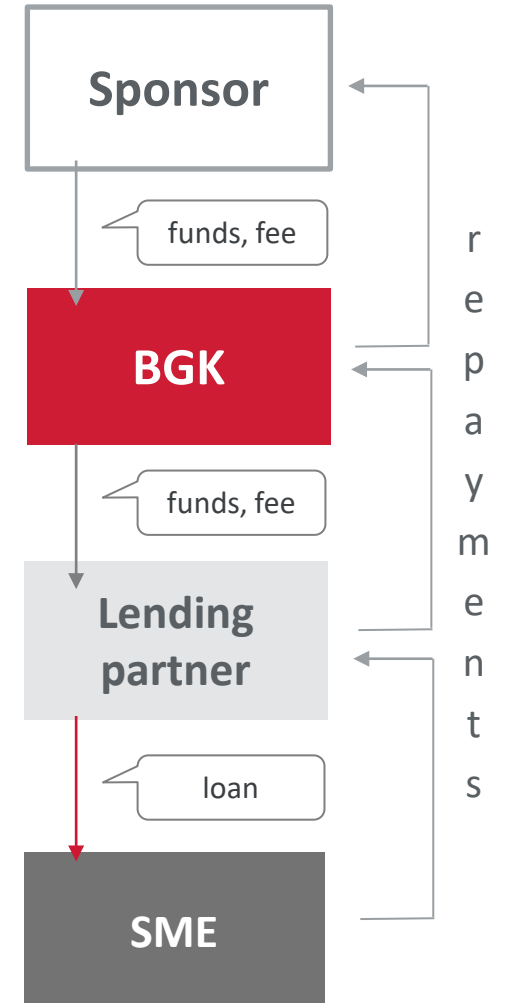 Sponsor
funds, fee
BGK
funds, fee
Lending
partner
loan
SME
r
e
p
a
y
m
e
n
t
s